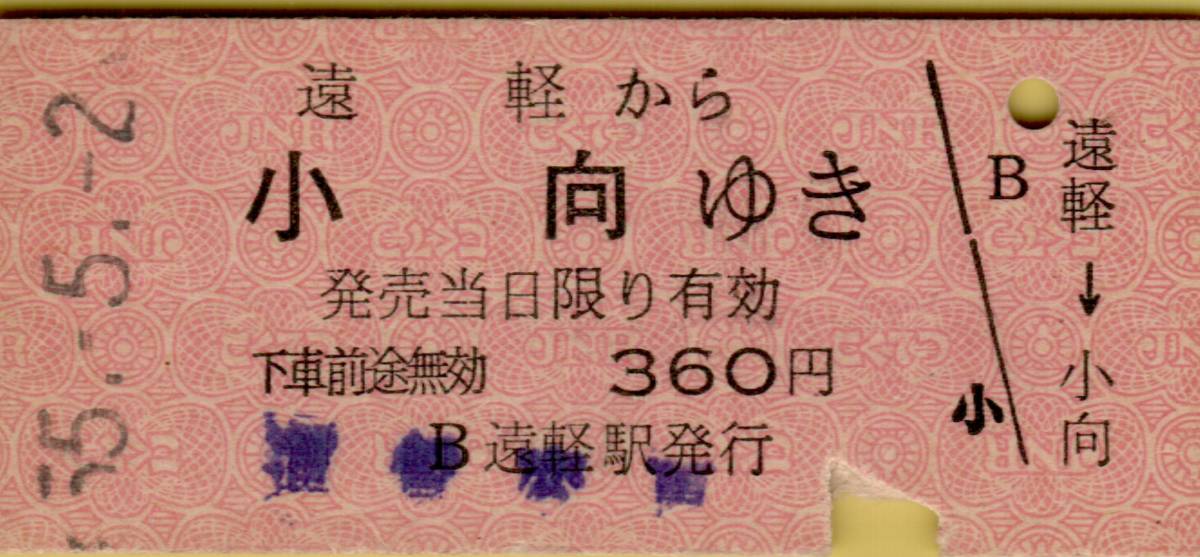 55.-5.-2
遠軽から
小向ゆき
発売当日限り有効
下車前途無効 360円
B遠軽駅発行
小
B
遠軽→小向